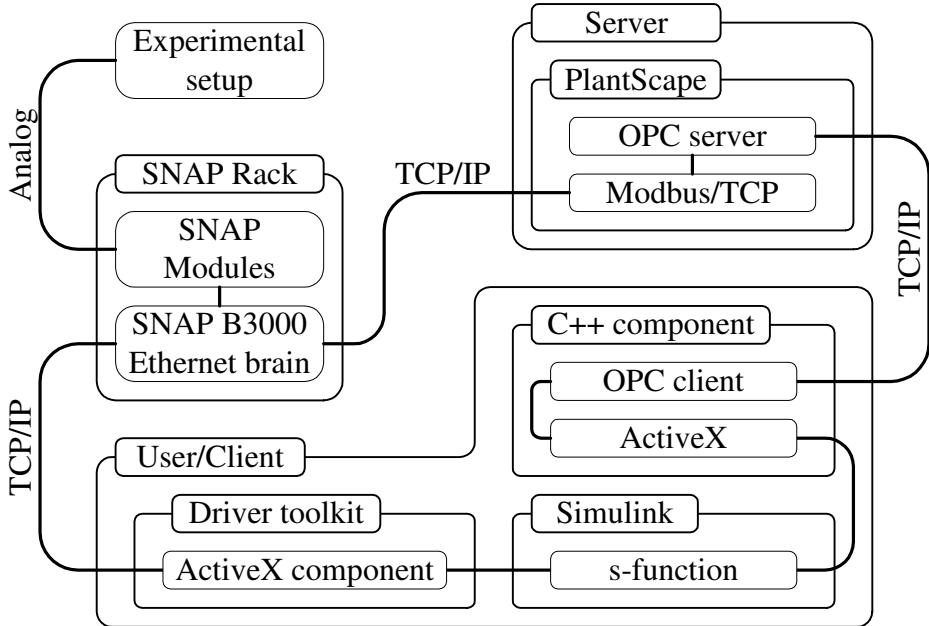 Experimental
setup
Analog
SNAP Rack
SNAP
Modules
SNAP B3000
Ethernet brain
TCP/IP
TCP/IP
Server
PlantScape
OPC server
Modbus/TCP
TCP/IP
C++ component
OPC client
ActiveX
User/Client
Driver toolkit
ActiveX component
Simulink
s-function